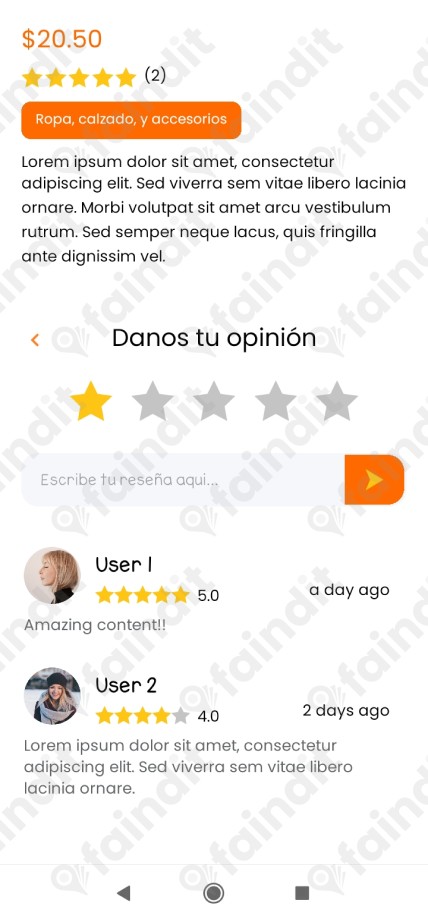 $20.50
(2)
Ropa, calzado, y accesorios
Lorem ipsum dolor sit amet, consectetur
adipiscing elit. Sed viverra sem vitae libero lacinia
ornare. Morbi volutpat sit amet arcu vestibulum
rutrum. Sed semper neque lacus, quis fringilla
ante dignissim vel.
Danos tu opinión
Escribe tu reseña aqui...
User 1
5.0
a day ago
Amazing content!!
User 2
4.0
2 days ago
Lorem ipsum dolor sit amet, consectetur
adipiscing elit. Sed viverra sem vitae libero
lacinia ornare.
faindit